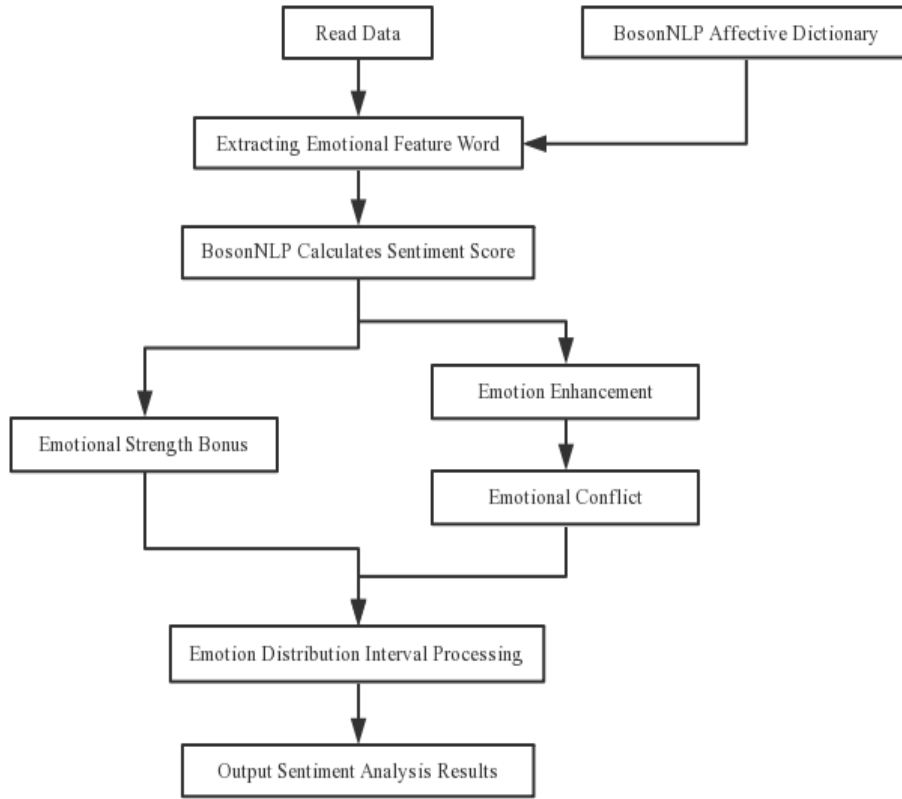 Read Data
BosonNLP Affective Dictionary
Extracting Emotional Feature Word
BosonNLP Calculates Sentiment Score
Emotion Enhancement
Emotional Strength Bonus
Emotional Conflict
Emotion Distribution Interval Processing
Output Sentiment Analysis Results